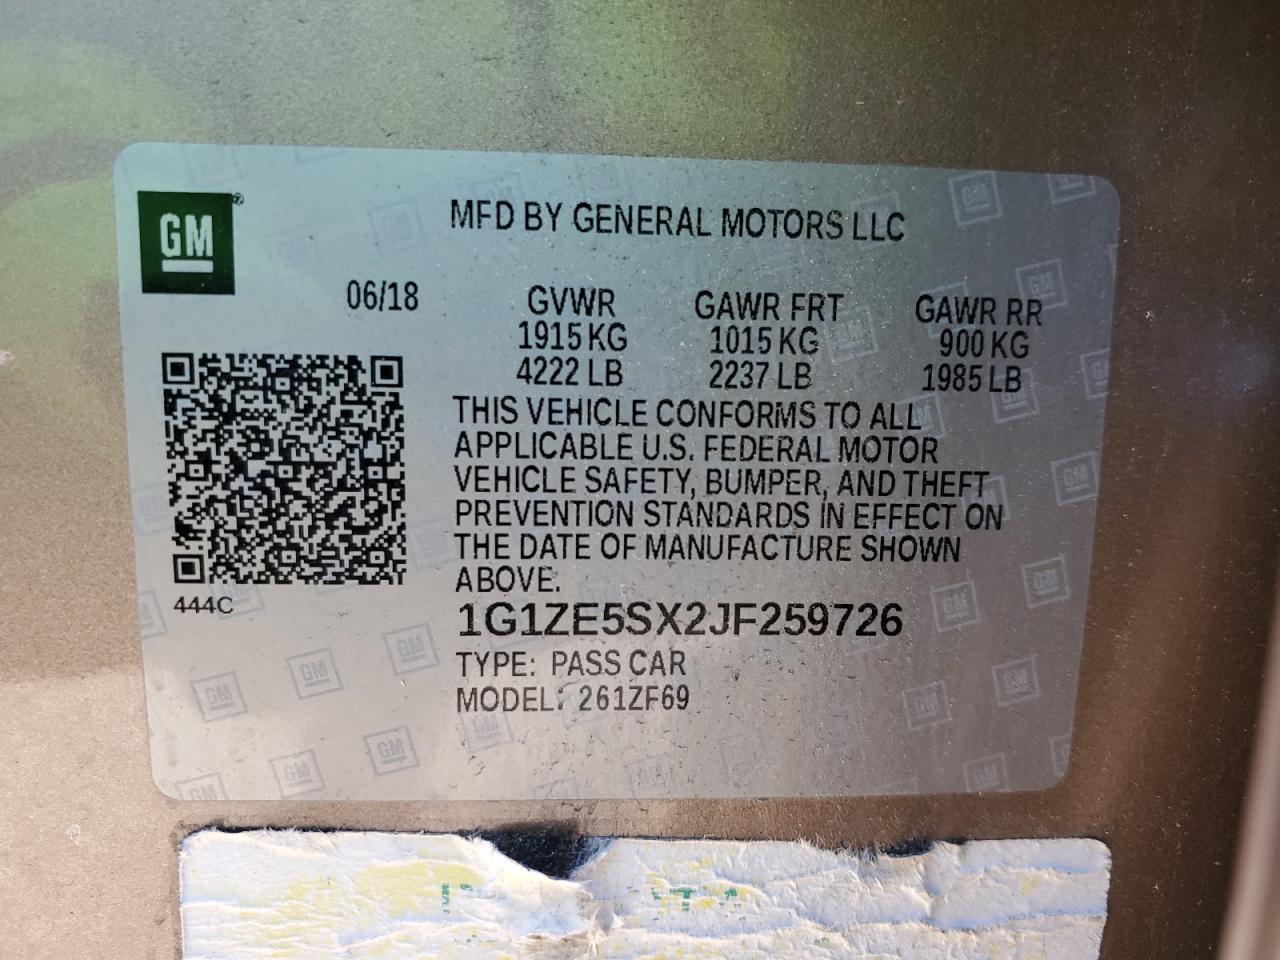 GM®
MFD BY GENERAL MOTORS LLC
06/18
GVWR GAWR FRT GAWR RR
1915 KG 1015 KG 900 KG
4222 LB 2237 LB 1985 LB
THIS VEHICLE CONFORMS TO ALL
APPLICABLE U.S. FEDERAL MOTOR
VEHICLE SAFETY, BUMPER, AND THEFT
PREVENTION STANDARDS IN EFFECT ON
THE DATE OF MANUFACTURE SHOWN
ABOVE.
444C
1G1ZE5SX2JF259726
TYPE: PASS CAR
MODEL: 261ZF69